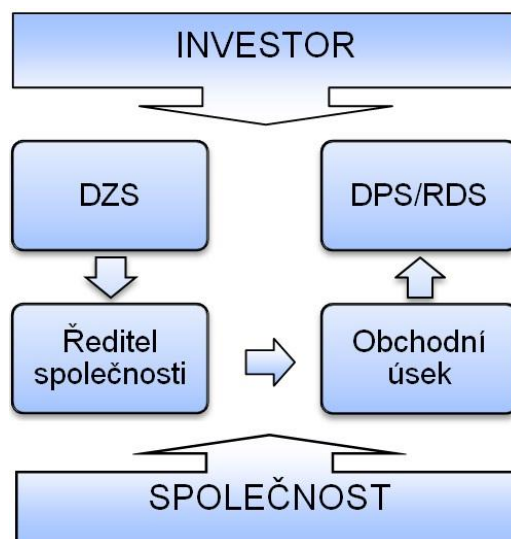 INVESTOR
DZS
DPS/RDS
Ředitel
společnosti
Obchodní
úsek
SPOLEČNOST